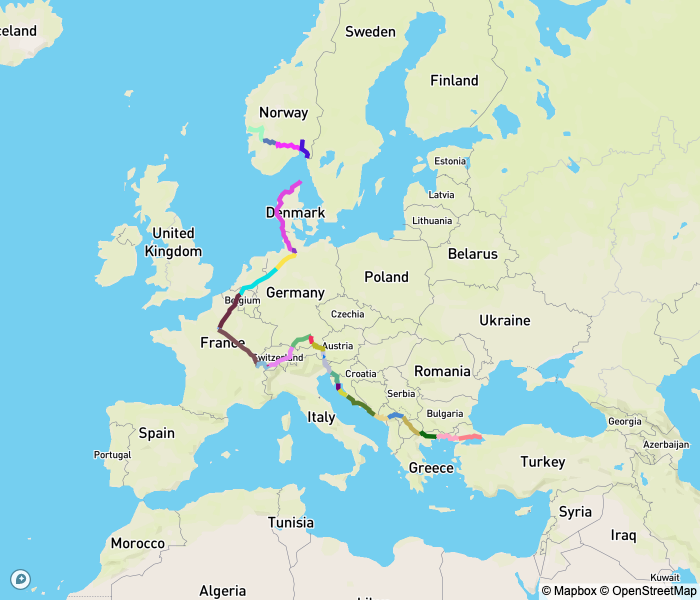 celand
Sweden
Finland
Norway
Estonia
Latvia
Denmark
Lithuania
United
Kingdom
Belarus
Poland
Germany
Belgium
Czechia
Ukraine
France
Austria
Switzerland
Croatia
Romania
Serbia
Italy
Bulgaria
Georgia
Spain
Azerbaijan
Portugal
Greece
Turkey
Syria
Tunisia
Iraq
Morocco
Kuwait
Algeria
© Mapbox © OpenStreetMap